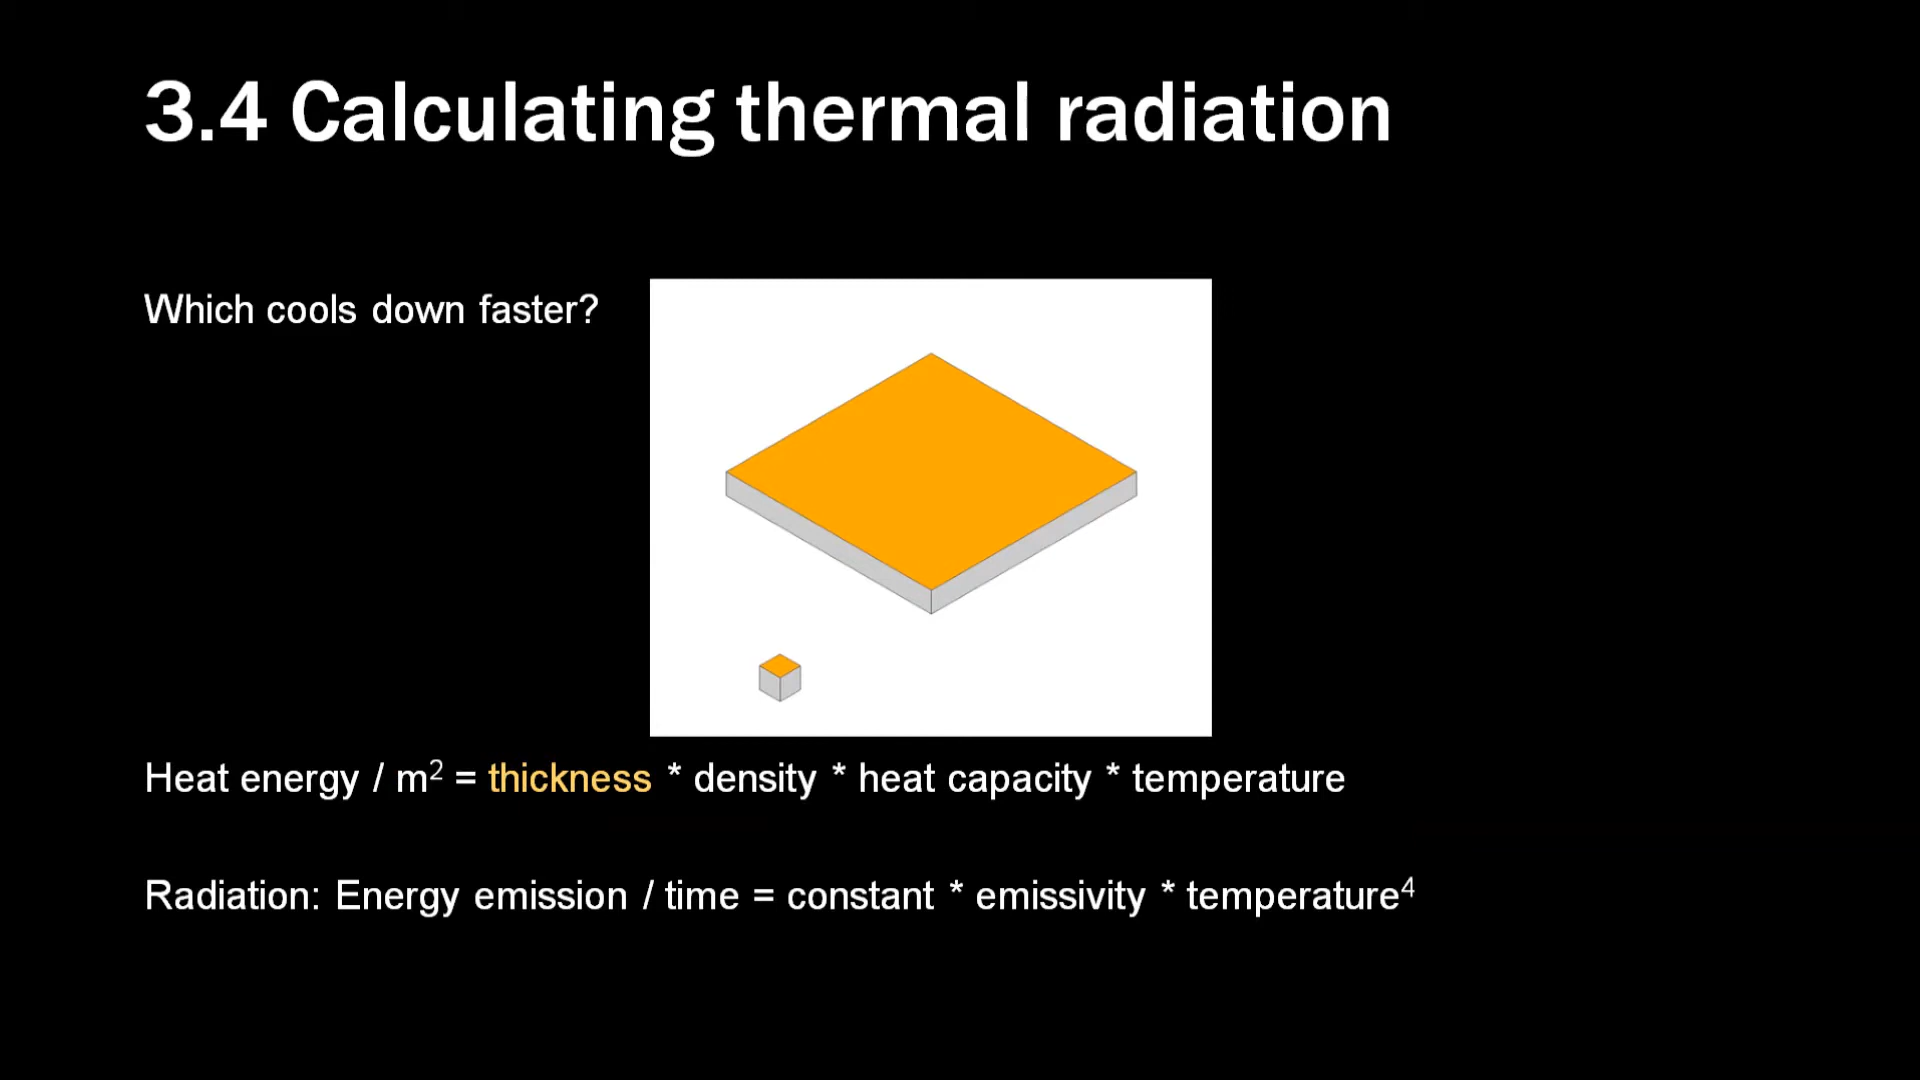 3.4 Calculating thermal radiation
Which cools down faster?
Heat energy / m² = thickness * density * heat capacity * temperature
Radiation: Energy emission / time = constant * emissivity * temperature⁴